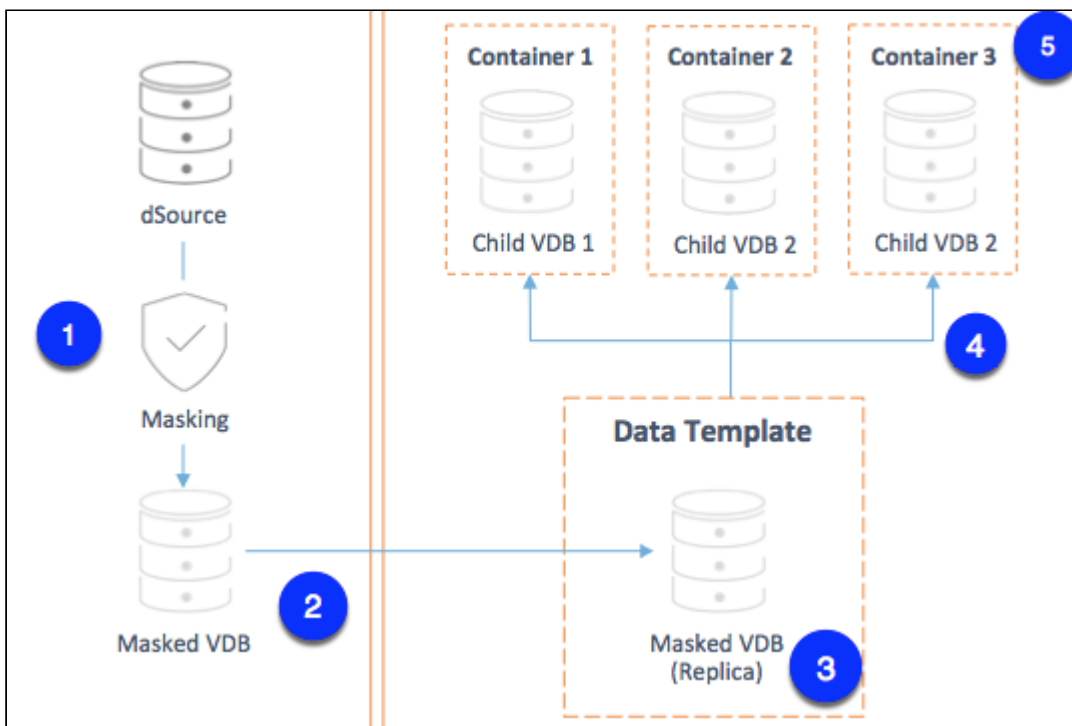 dSource
1
Masking
2
Masked VDB
Container 1
Container 2
Container 3
5
Child VDB 1
Child VDB 2
Child VDB 2
4
Data Template
Masked VDB
(Replica)
3